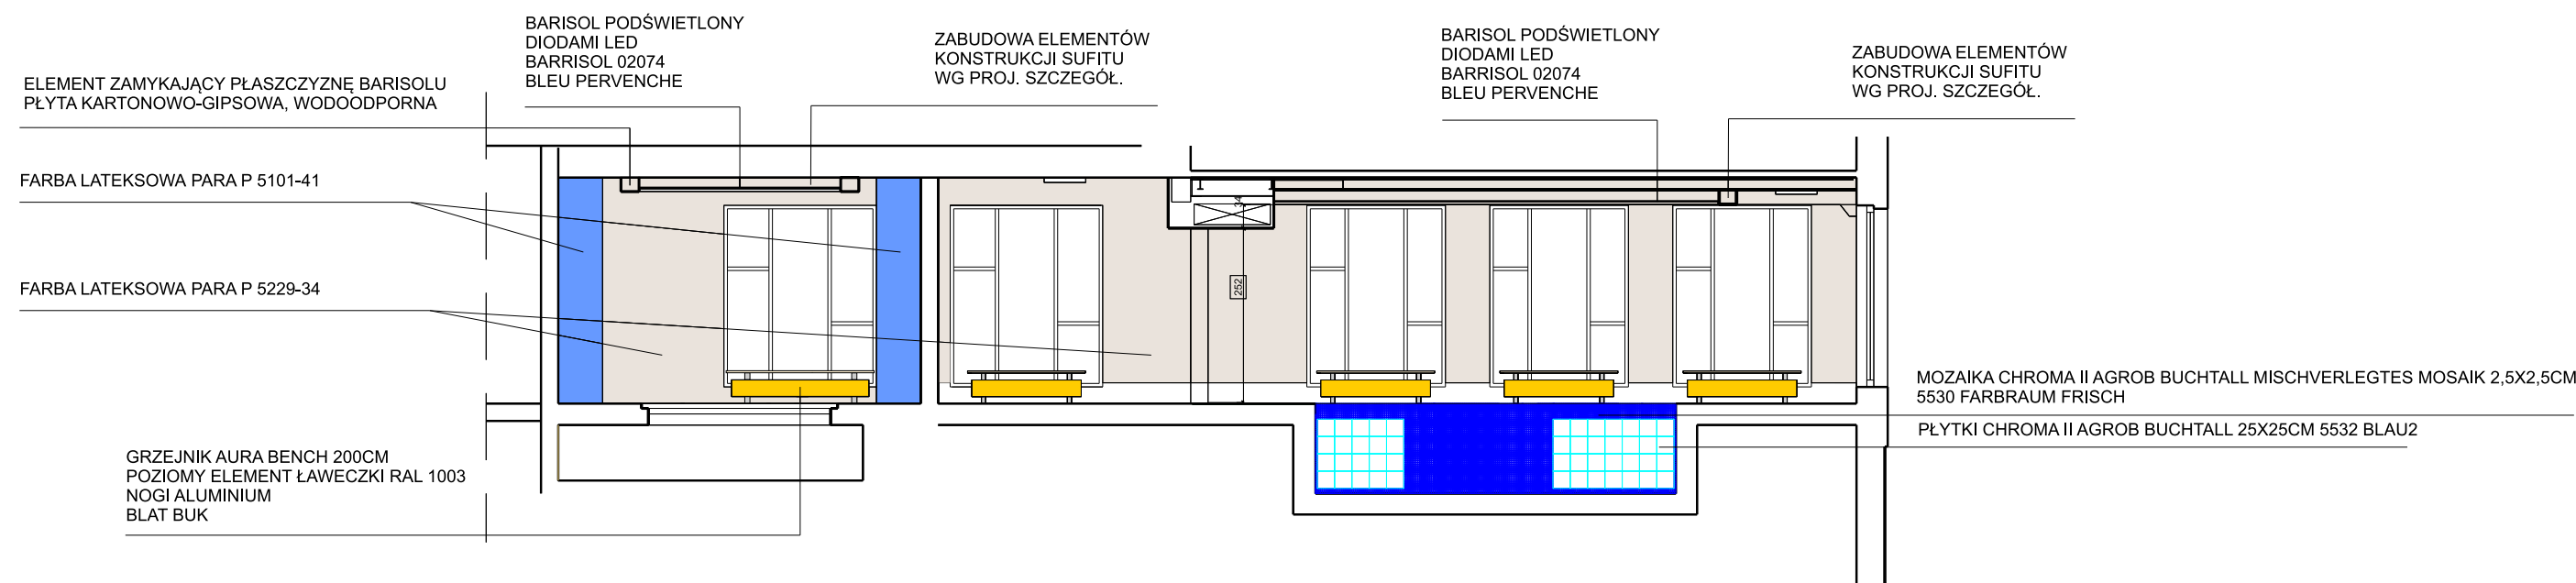 BARISOL PODŚWIETLONY
DIODAMI LED
BARRISOL 02074
BLEU PERVENCHE
ZABUDOWA ELEMENTÓW
KONSTRUKCJI SUFITU
WG PROJ. SZCZEGÓŁ.
BARISOL PODŚWIETLONY
DIODAMI LED
BARRISOL 02074
BLEU PERVENCHE
ZABUDOWA ELEMENTÓW
KONSTRUKCJI SUFITU
WG PROJ. SZCZEGÓŁ.
ELEMENT ZAMYKAJĄCY PŁASZCZYZNĘ BARISOLU
PŁYTA KARTONOWO-GIPSOWA, WODOODPORNA
FARBA LATEKSOWA PARA P 5101-41
FARBA LATEKSOWA PARA P 5229-34
34
252
MOZAIKA CHROMA II AGROB BUCHTALL MISCHVERLEGTES MOSAIK 2,5X2,5CM
5530 FARBRAUM FRISCH
PŁYTKI CHROMA II AGROB BUCHTALL 25X25CM 5532 BLAU2
GRZEJNIK AURA BENCH 200CM
POZIOMY ELEMENT ŁAWECZKI RAL 1003
NOGI ALUMINIUM
BLAT BUK